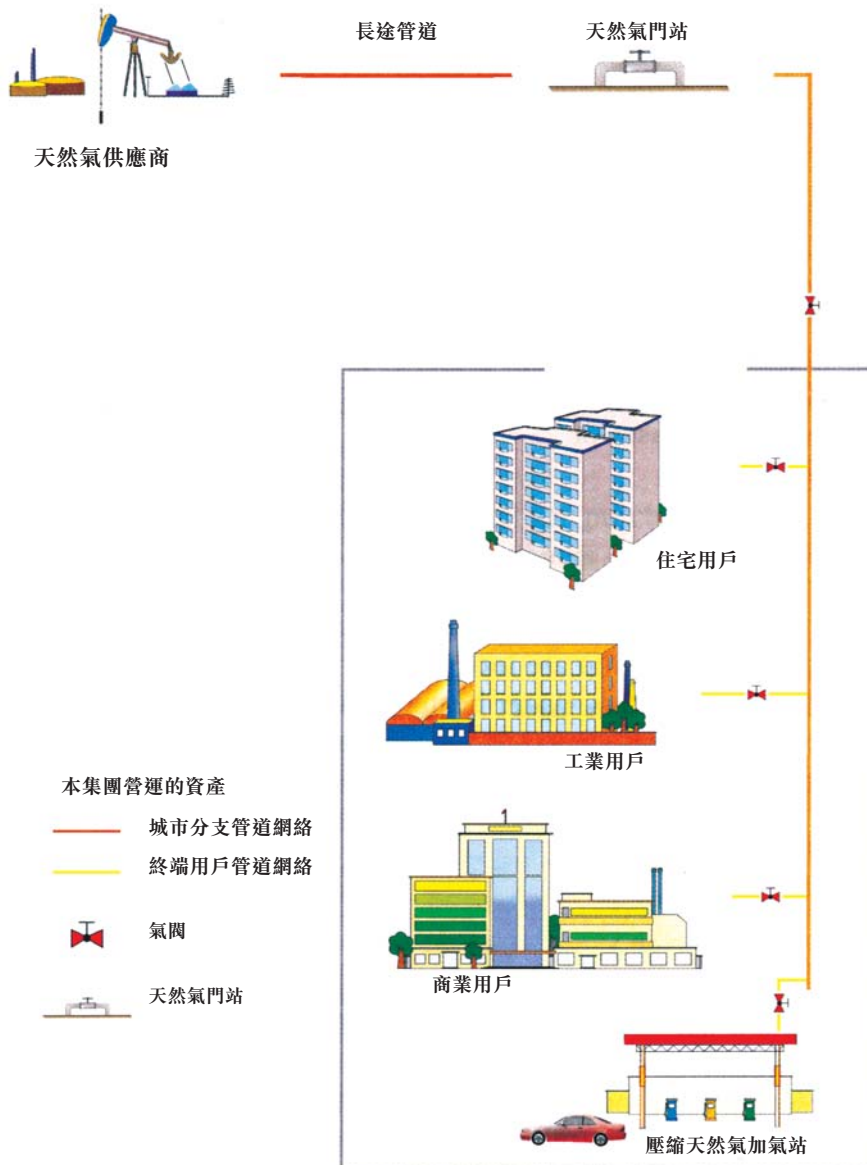 長途管道
天然氣門站
天然氣供應商
住宅用戶
工業用戶
本集團營運的資產
城市分支管道網絡
終端用戶管道網絡
氣閥
天然氣門站
商業用戶
壓縮天然氣加氣站